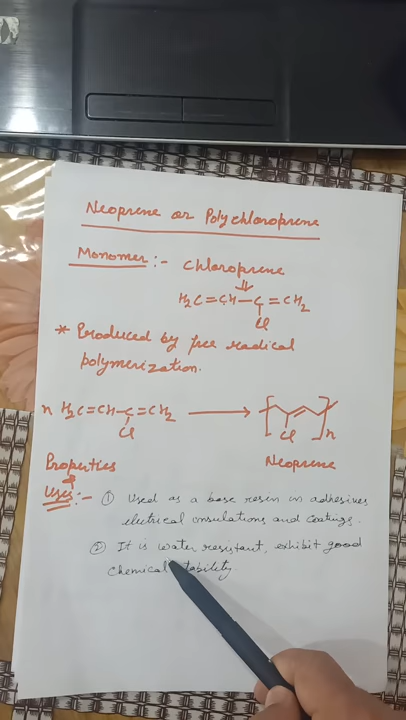 Neoprene or Polychloroprene
Monomer :- Chloroprene
H₂C=CH-C=CH₂
Cl
* Produced by free radical
polymerization.
n H₂C=CH-C=CH₂ ⟶ [ ]n
Cl Cl
Properties Neoprene
Uses :- ① Used as a base resin in adhesives,
electrical insulations and coatings.
② It is water resistant, exhibit good
chemical stability